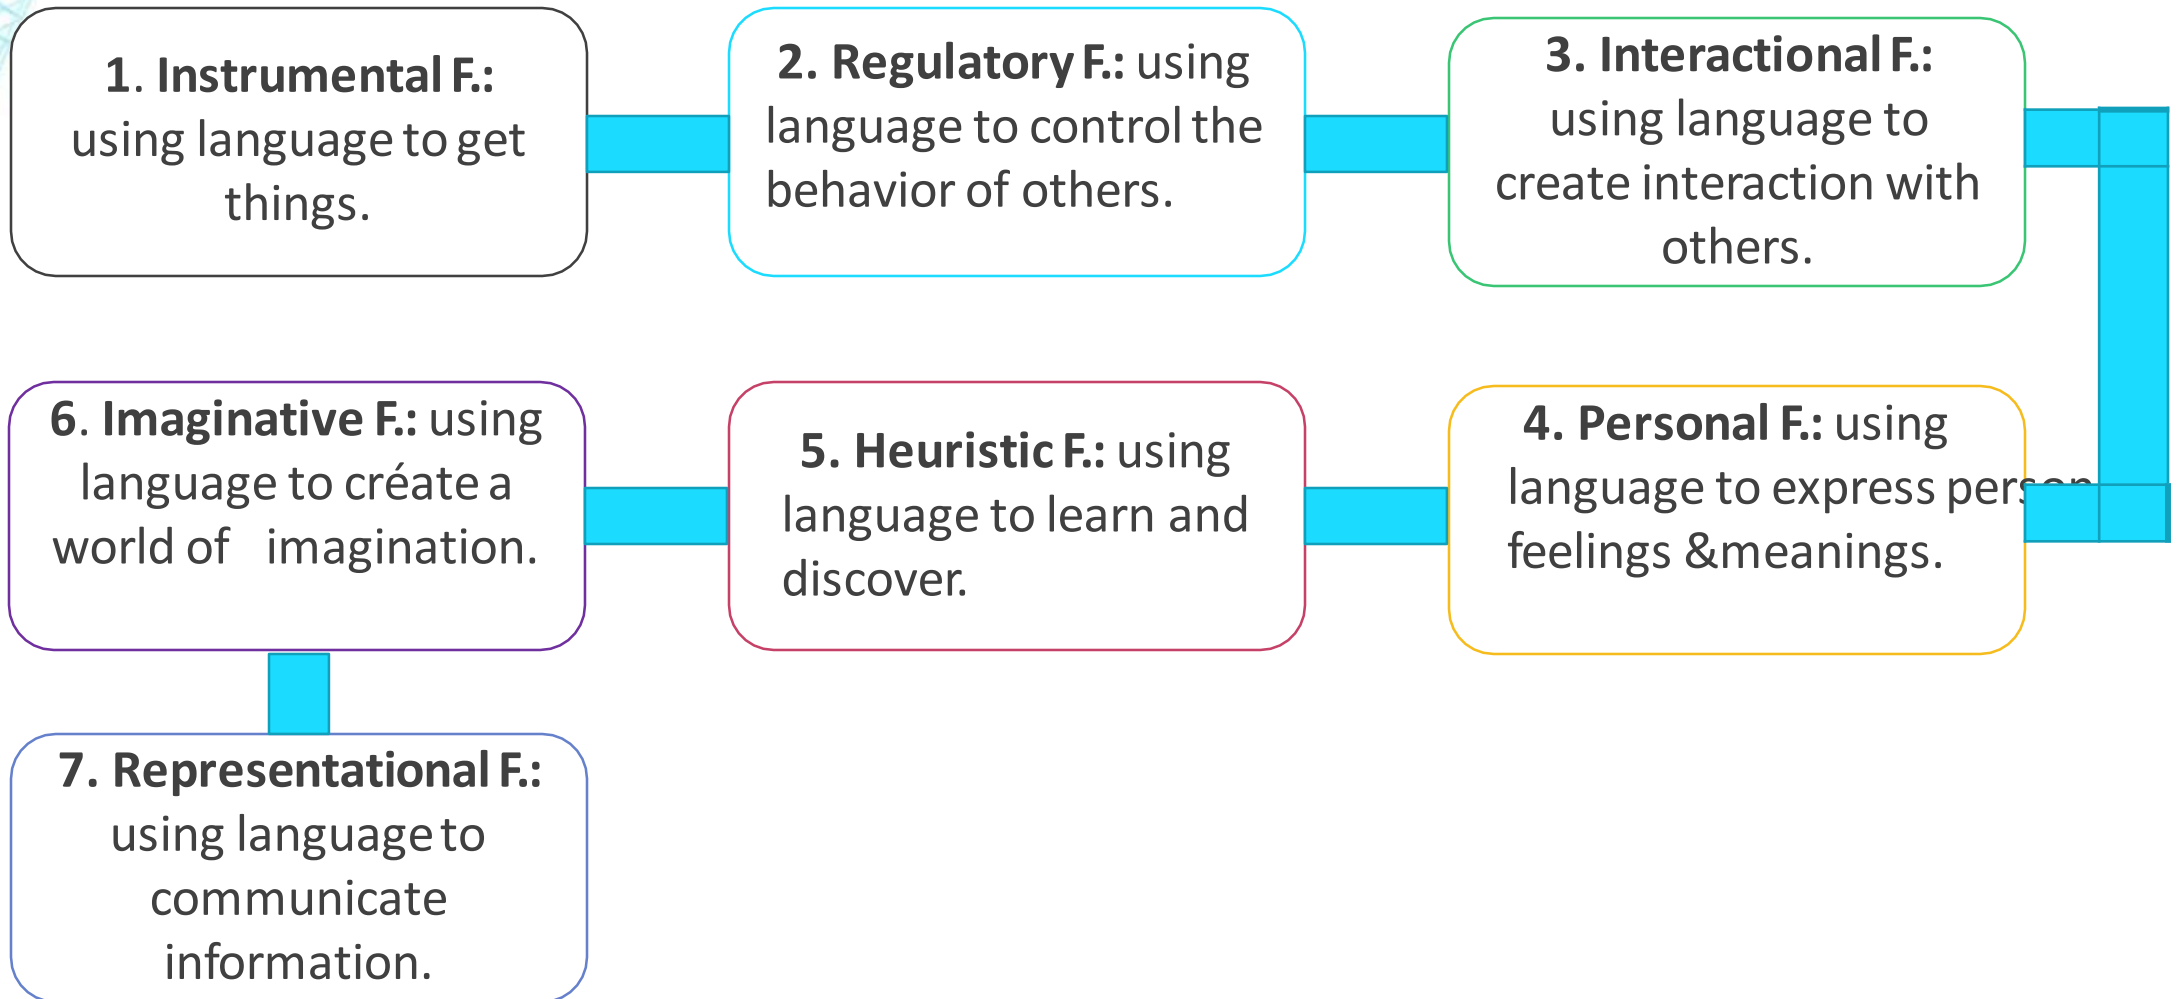 1. Instrumental F.:
using language to get
things.
2. Regulatory F.: using
language to control the
behavior of others.
3. Interactional F.:
using language to
create interaction with
others.
4. Personal F.: using
language to express
feelings &meanings.
5. Heuristic F.: using
language to learn and
discover.
6. Imaginative F.: using
language to créate a
world of imagination.
7. Representational F.:
using language to
communicate
information.